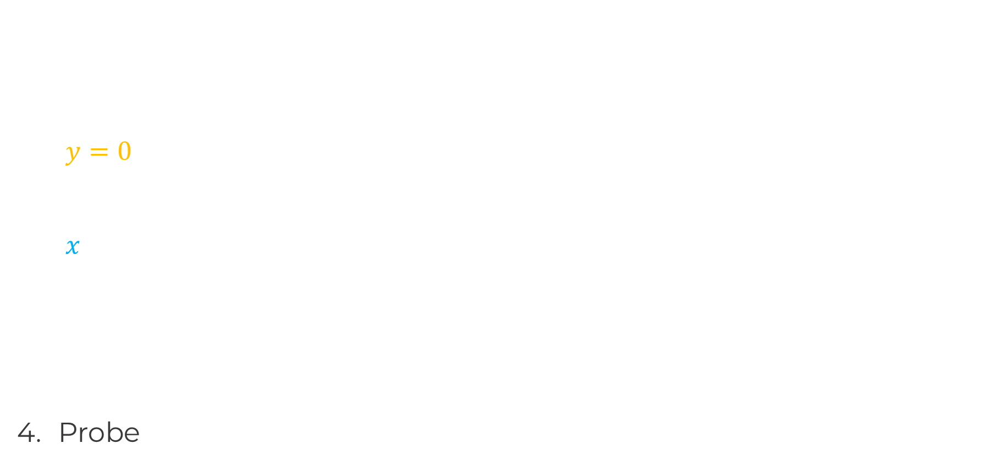 y = 0
x
4. Probe